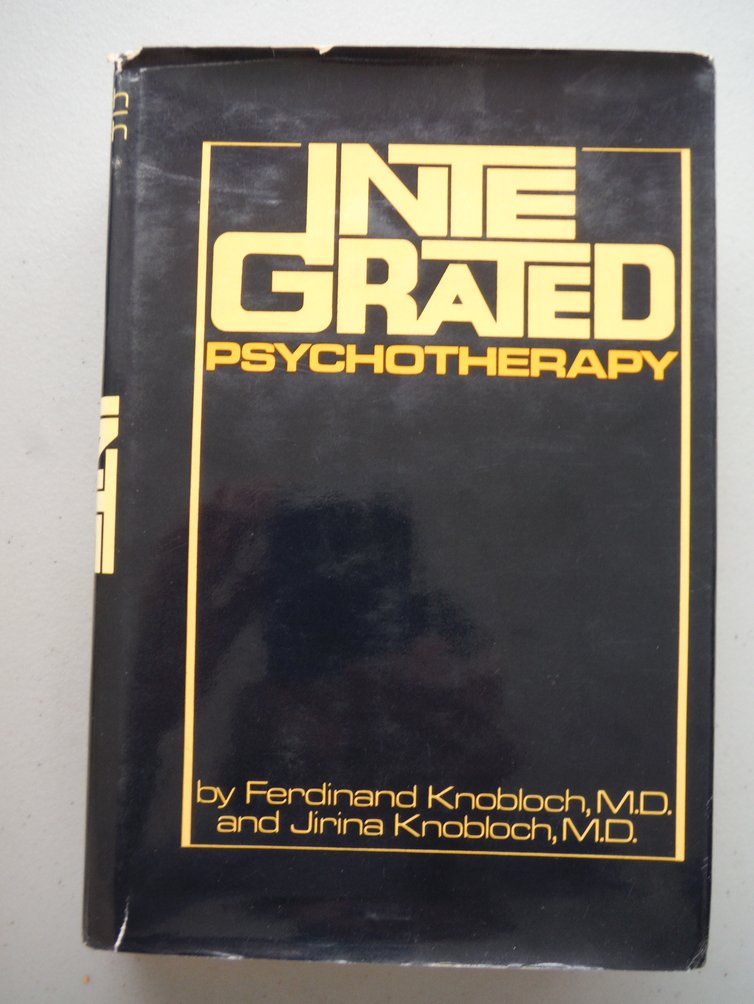 INTE
GRATED
PSYCHOTHERAPY
by Ferdinand Knobloch, M.D.
and Jirina Knobloch, M.D.